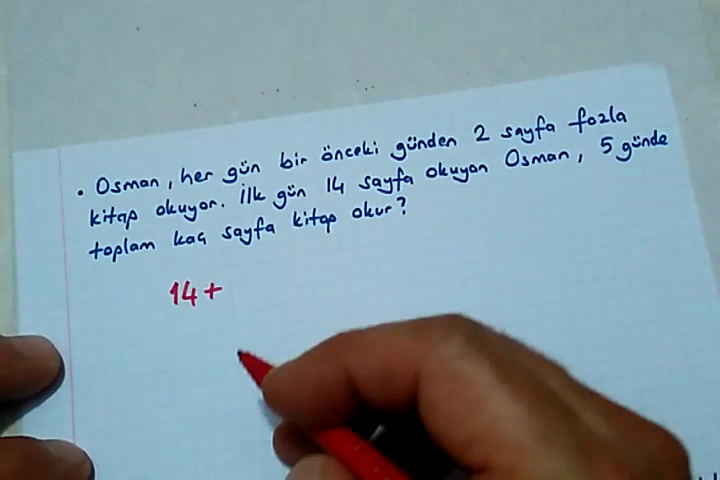 • Osman, her gün bir önceki günden 2 sayfa fazla
kitap okuyor. İlk gün 14 sayfa okuyan Osman, 5 günde
toplam kaç sayfa kitap okur?
14+